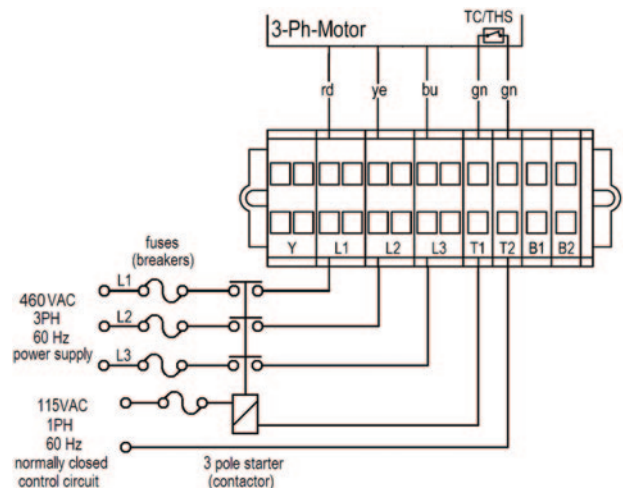 TC/THS
3-Ph-Motor
rd ye bu gn gn
Y L1 L2 L3 T1 T2 B1 B2
fuses
(breakers)
L1
460 VAC
L2
3PH
60 Hz
power supply
L3
115VAC
1PH
60 Hz
normally closed
control circuit
3 pole starter
(contactor)